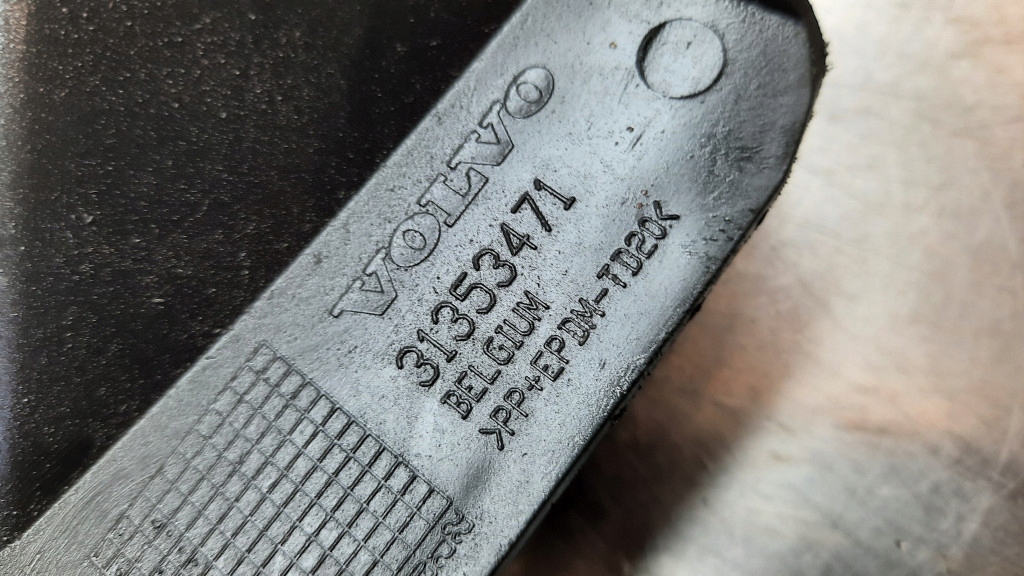 VOLVO
31353471
BELGIUM
>PP+EPDM-TD20<